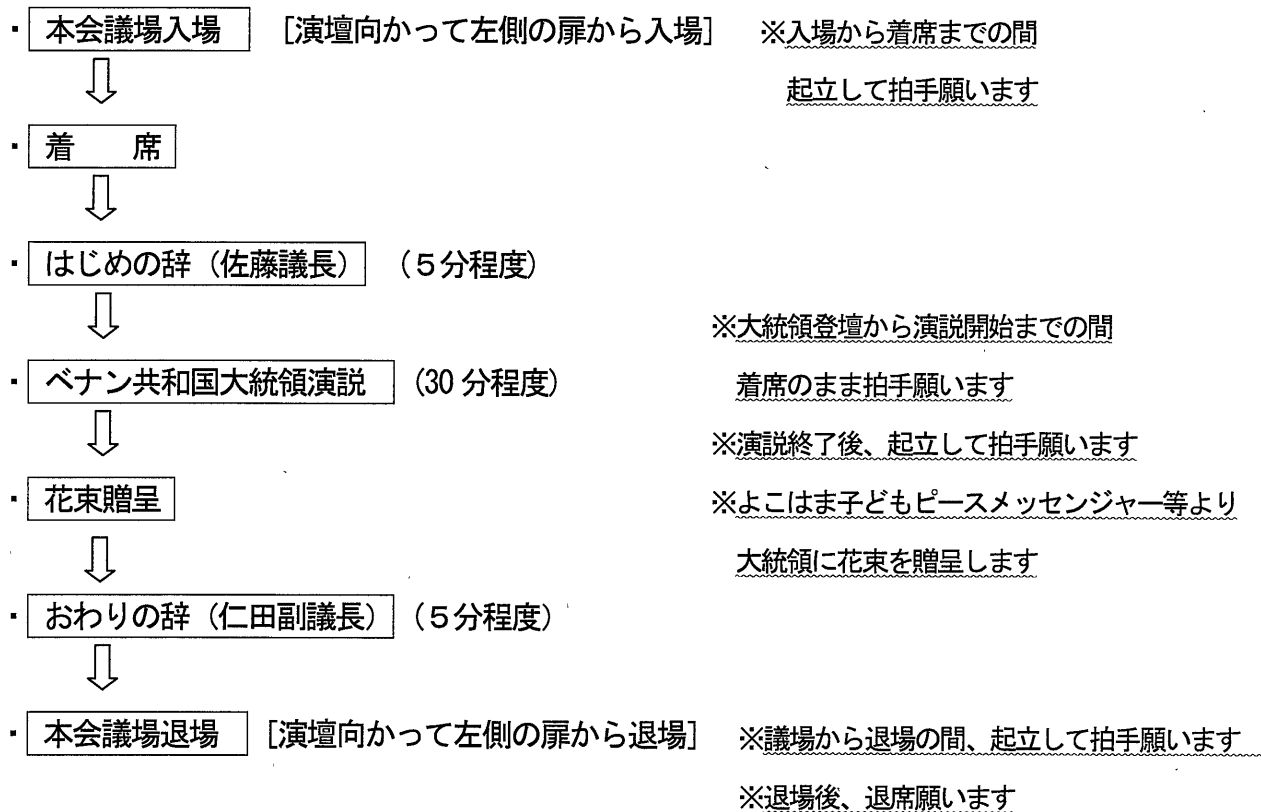 ・本会議場入場 [演壇向かって左側の扉から入場] ※入場から着席までの間
起立して拍手願います
・着　　席
・はじめの辞（佐藤議長） （５分程度）
※大統領登壇から演説開始までの間
・ベナン共和国大統領演説 （30分程度） 着席のまま拍手願います
※演説終了後、起立して拍手願います
・花束贈呈 ※よこはま子どもピースメッセンジャー等より
大統領に花束を贈呈します
・おわりの辞（仁田副議長） （５分程度）
・本会議場退場 [演壇向かって左側の扉から退場] ※議場から退場の間、起立して拍手願います
※退場後、退席願います